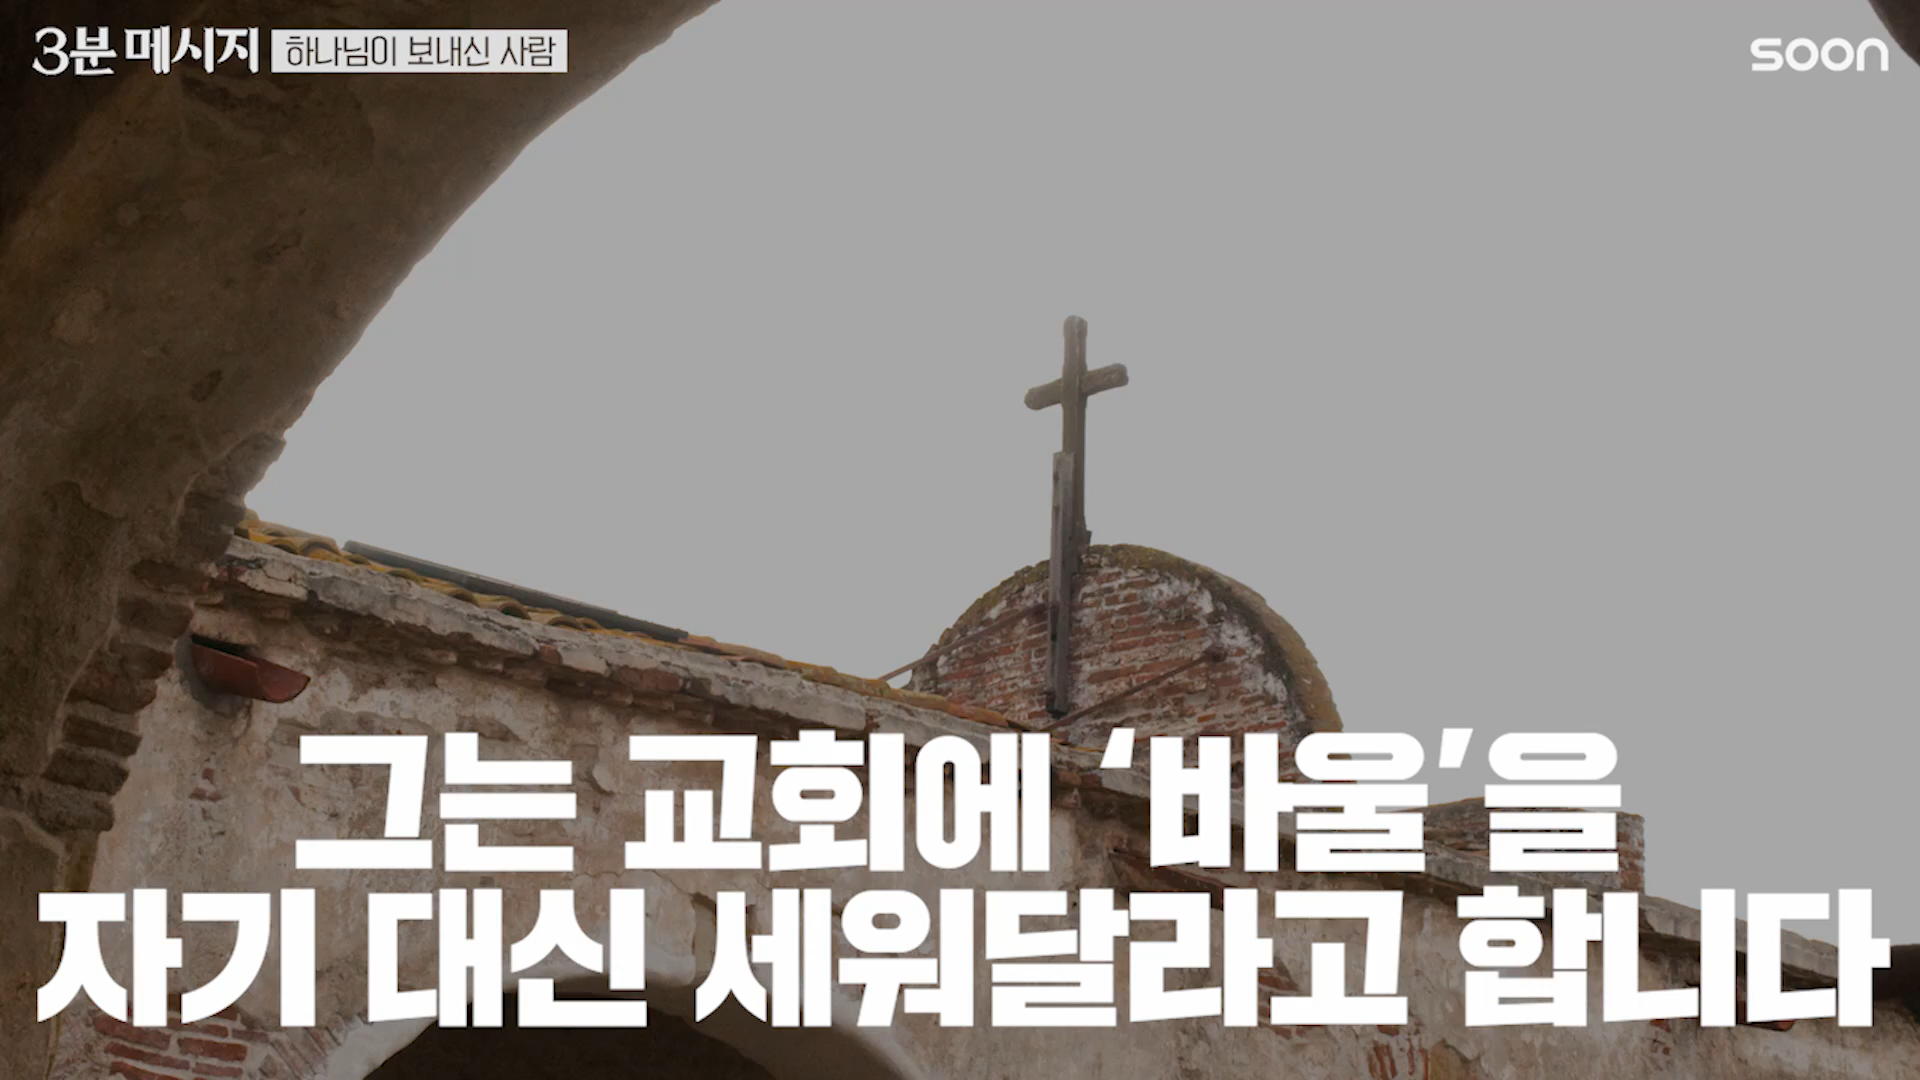 3분 메시지 하나님이 보내신 사람
soon
그는 교회에 ‘바울’을
자기 대신 세워달라고 합니다